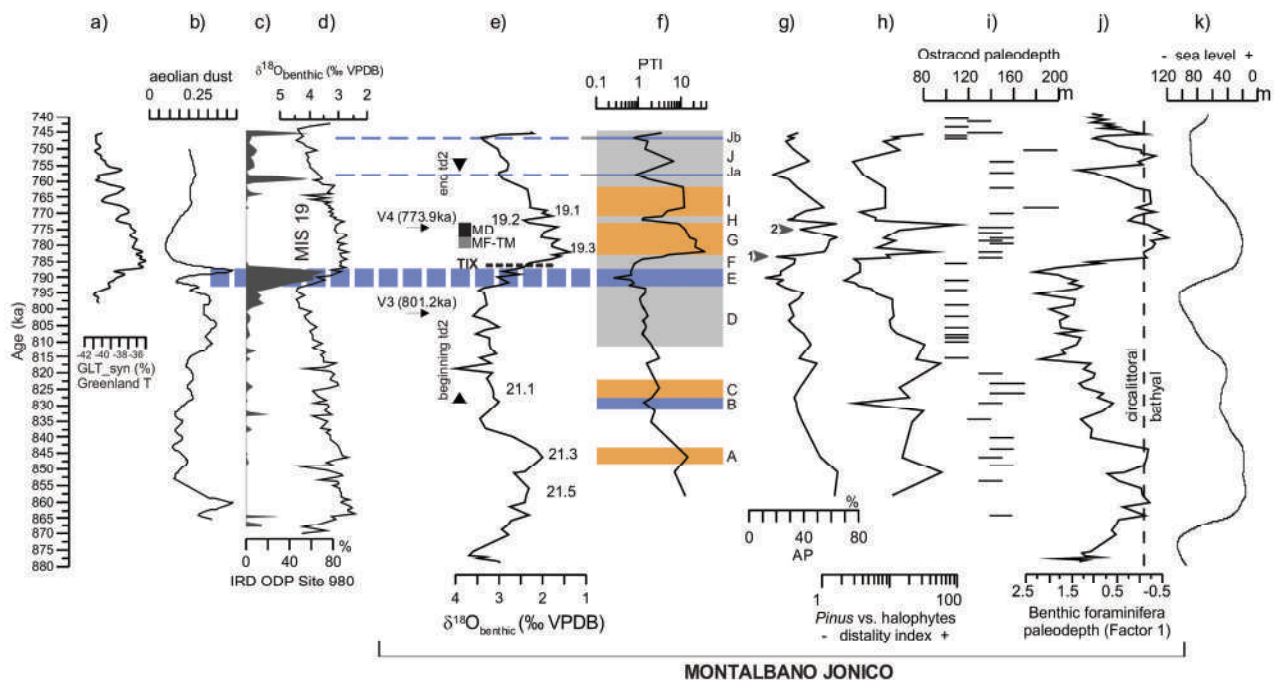 a) b) c) d) e) f) g) h) i) j) k)
Ostracod paleodepth
aeolian dust
δ18Obenthic (‰ VPDB)
PTI
- sea level +
0 0.25
5 4 3 2
0.1 1 10
80 120 160 200
m
120 80 40 0
m
740
745
750
755
760
765
770
775
780
785
790
795
800
805
810
815
820
825
830
835
840
845
850
855
860
865
870
875
880
Age (ka)
-42 -40 -38 -36
GLT_syn (%)
Greenland T
MIS 19
0 40 80 %
IRD ODP Site 980
end td2
V4 (773.9ka)
MD
MF-TM
TIX
V3 (801.2ka)
beginning td2
19.1
19.2
19.3
21.1
21.3
21.5
4 3 2 1
δ18Obenthic (‰ VPDB)
Jb
J
Ja
I
H
G
F
E
D
C
B
A
2
1
%
0 40 80
AP
1 100
Pinus vs. halophytes
- distality index +
circalittoral
bathyal
2.5 1.5 0.5 -0.5
Benthic foraminifera
paleodepth (Factor 1)
MONTALBANO JONICO